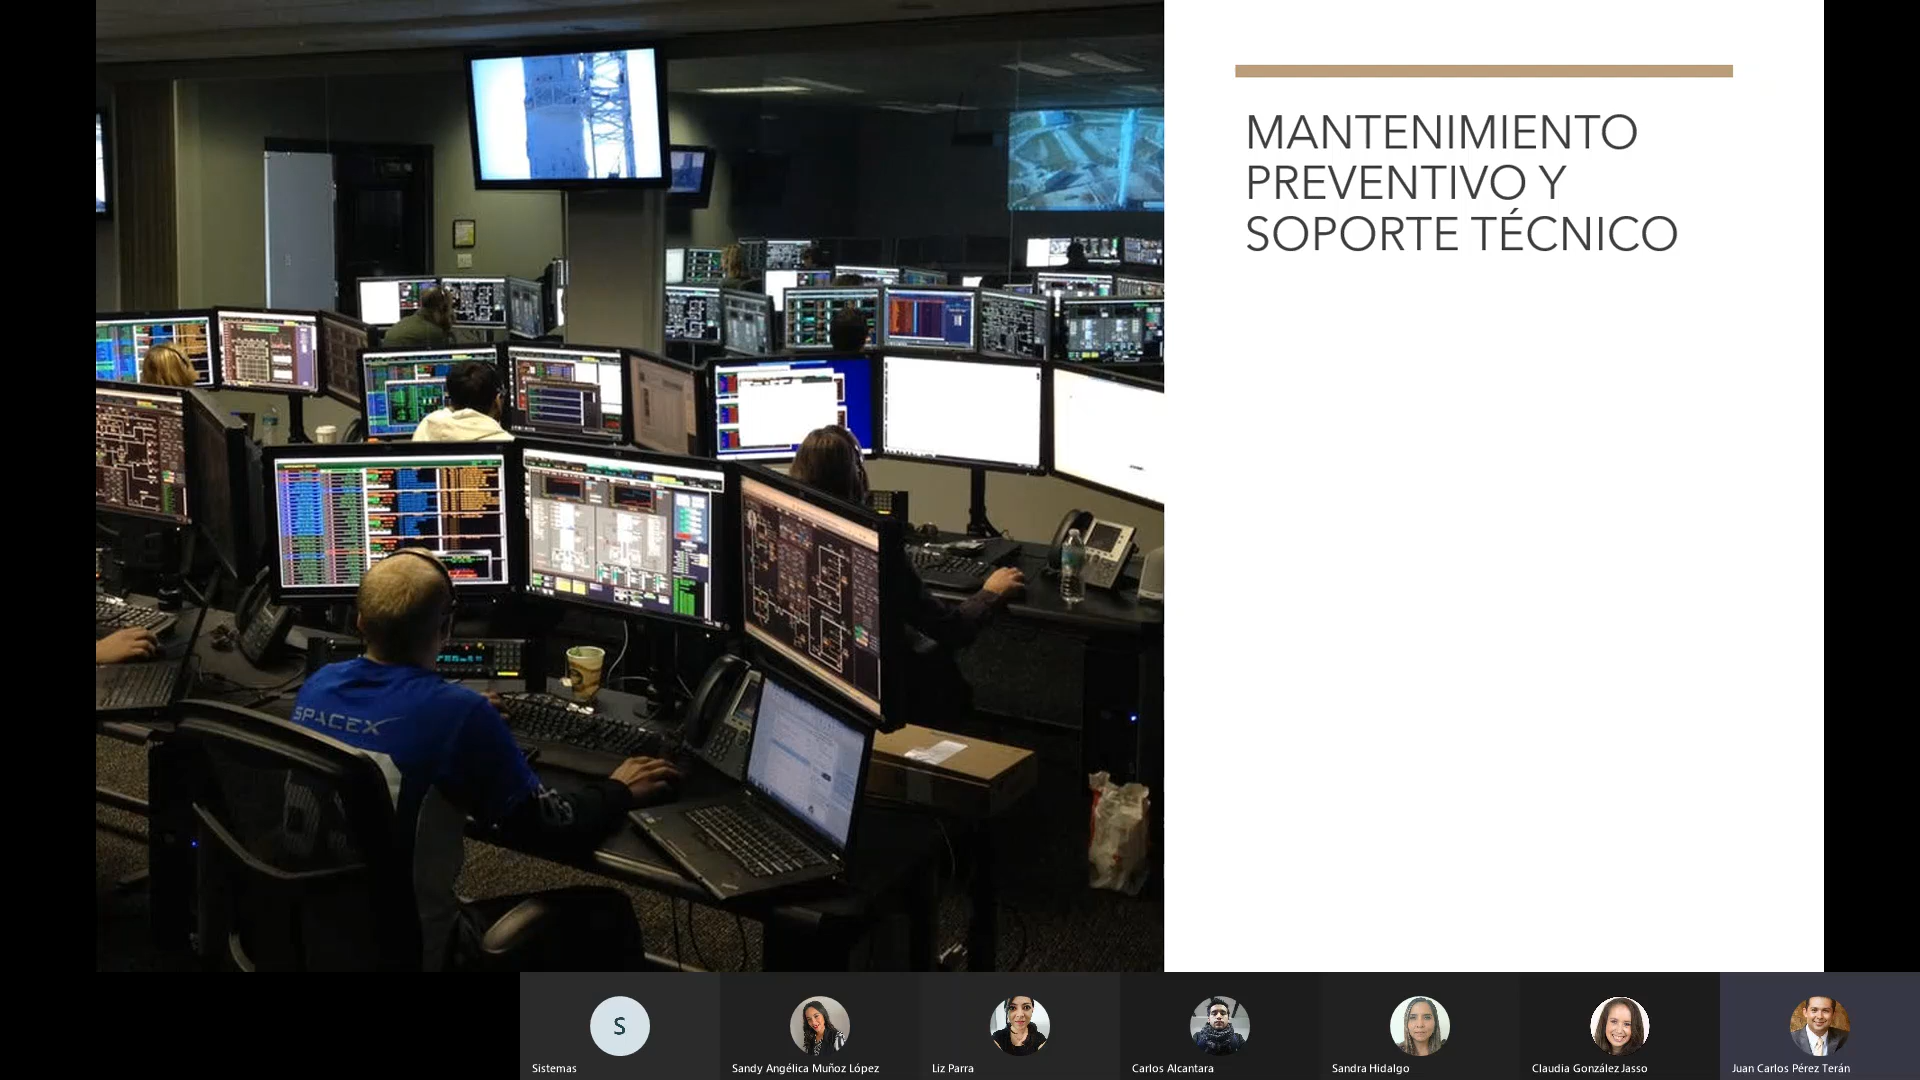 MANTENIMIENTO
PREVENTIVO Y
SOPORTE TÉCNICO
SPACEX
S
Sistemas
Sandy Angélica Muñoz López
Liz Parra
Carlos Alcantara
Sandra Hidalgo
Claudia González Jasso
Juan Carlos Pérez Terán